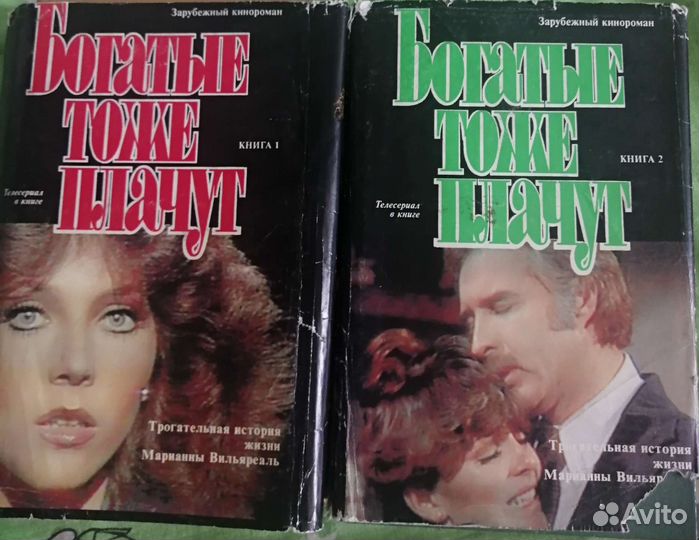 Зарубежный кинороман
Богатые
тоже
плачут
КНИГА 1
Телесериал
в книге
Трогательная история
жизни
Марианны Вильяреаль
Зарубежный кинороман
Богатые
тоже
плачут
КНИГА 2
Телесериал
в книге
Трогательная история
жизни
Марианны
Avito